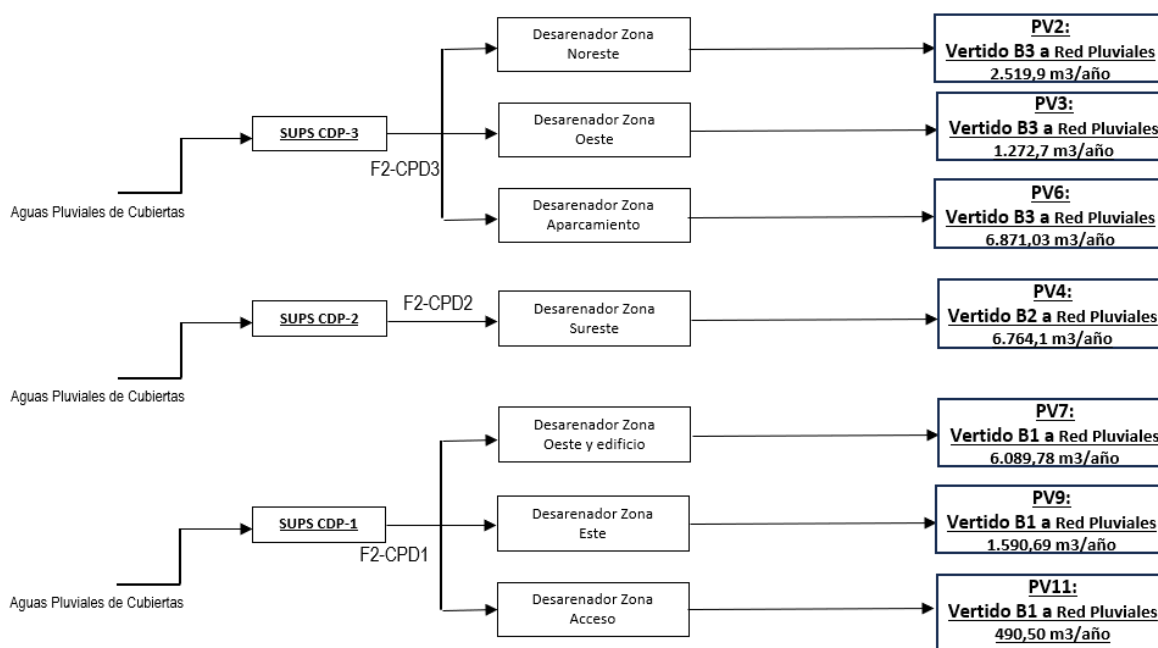 Desarenador Zona
Noreste
PV2:
Vertido B3 a Red Pluviales
2.519,9 m3/año
SUPS CDP-3
F2-CPD3
Desarenador Zona
Oeste
PV3:
Vertido B3 a Red Pluviales
1.272,7 m3/año
Aguas Pluviales de Cubiertas
Desarenador Zona
Aparcamiento
PV6:
Vertido B3 a Red Pluviales
6.871,03 m3/año
SUPS CDP-2
F2-CPD2
Desarenador Zona
Sureste
PV4:
Vertido B2 a Red Pluviales
6.764,1 m3/año
Aguas Pluviales de Cubiertas
Desarenador Zona
Oeste y edificio
PV7:
Vertido B1 a Red Pluviales
6.089,78 m3/año
SUPS CDP-1
F2-CPD1
Desarenador Zona
Este
PV9:
Vertido B1 a Red Pluviales
1.590,69 m3/año
Aguas Pluviales de Cubiertas
Desarenador Zona
Acceso
PV11:
Vertido B1 a Red Pluviales
490,50 m3/año